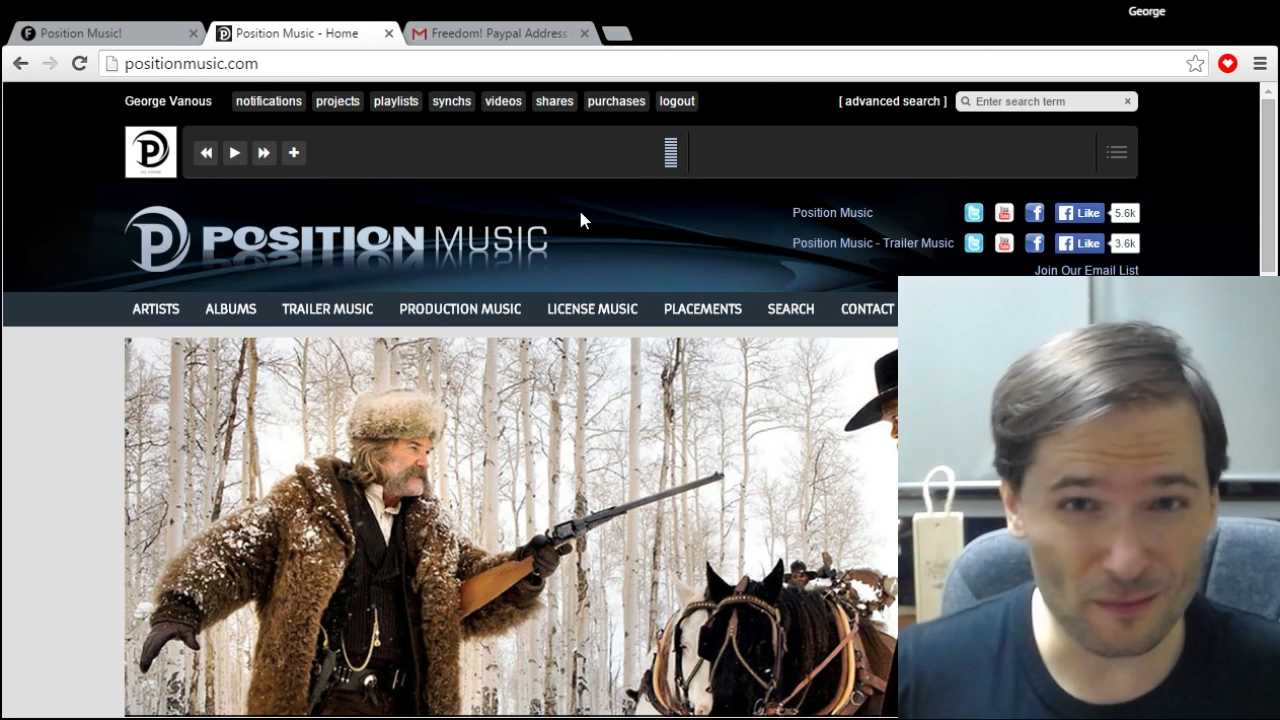 George
Position Music!
Position Music - Home
Freedom! Paypal Address
positionmusic.com
George Vanous notifications projects playlists synchs videos shares purchases logout [ advanced search ] Enter search term
Position Music Like 5.6k
POSITION MUSIC
Position Music - Trailer Music Like 3.6k
Join Our Email List
ARTISTS ALBUMS TRAILER MUSIC PRODUCTION MUSIC LICENSE MUSIC PLACEMENTS SEARCH CONTACT